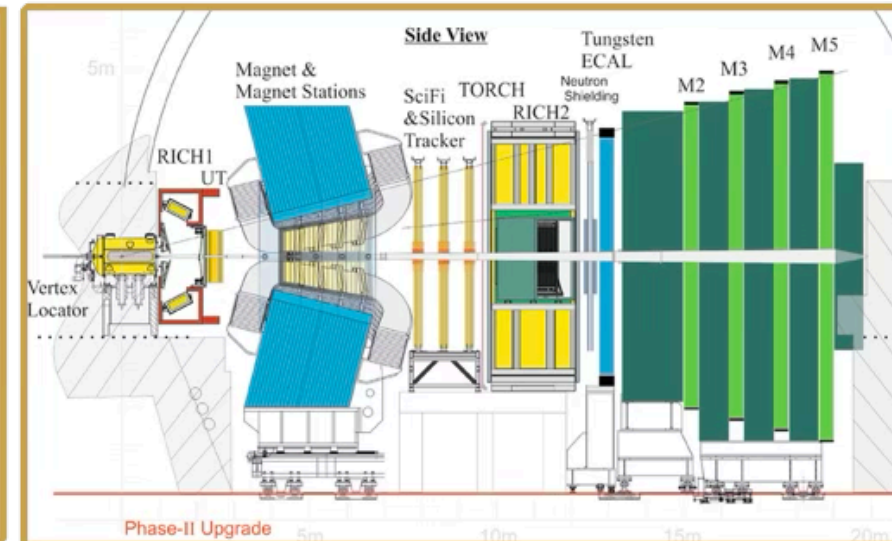 Side View
5m
Magnet &
Magnet Stations
SciFi
&Silicon
Tracker
TORCH
RICH2
Tungsten
ECAL
Neutron
Shielding
M2
M3
M4
M5
RICH1
UT
Vertex
Locator
Phase-II Upgrade
5m
10m
15m
20m